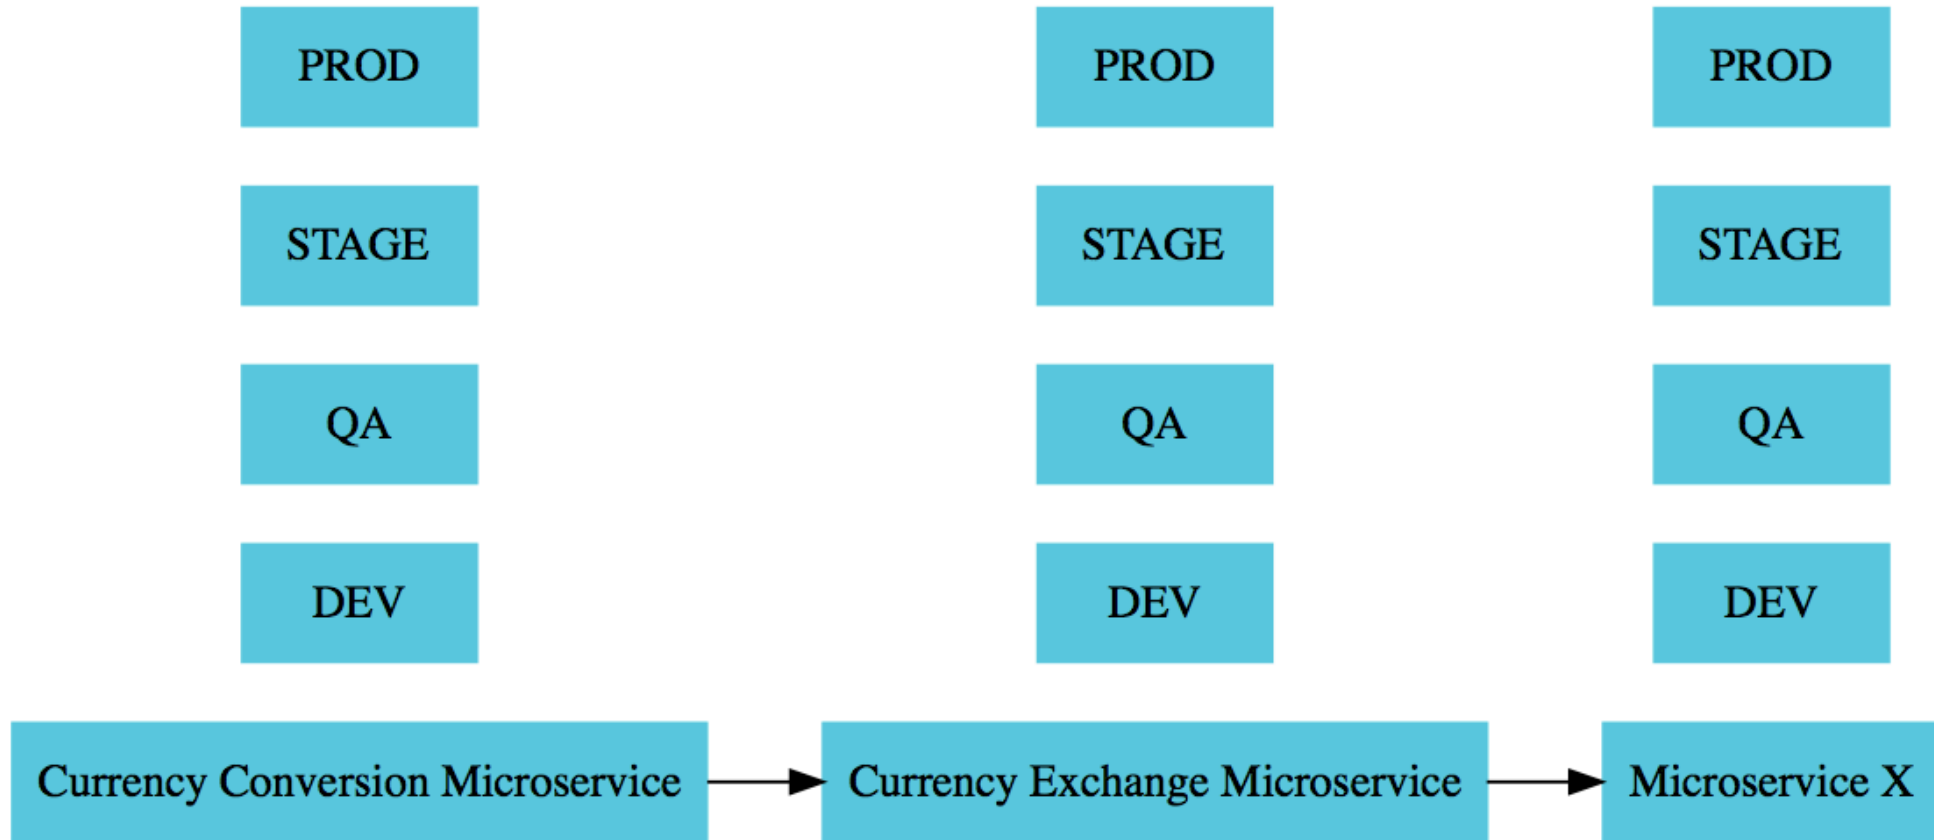 PROD
PROD
PROD
STAGE
STAGE
STAGE
QA
QA
QA
DEV
DEV
DEV
Currency Conversion Microservice
Currency Exchange Microservice
Microservice X